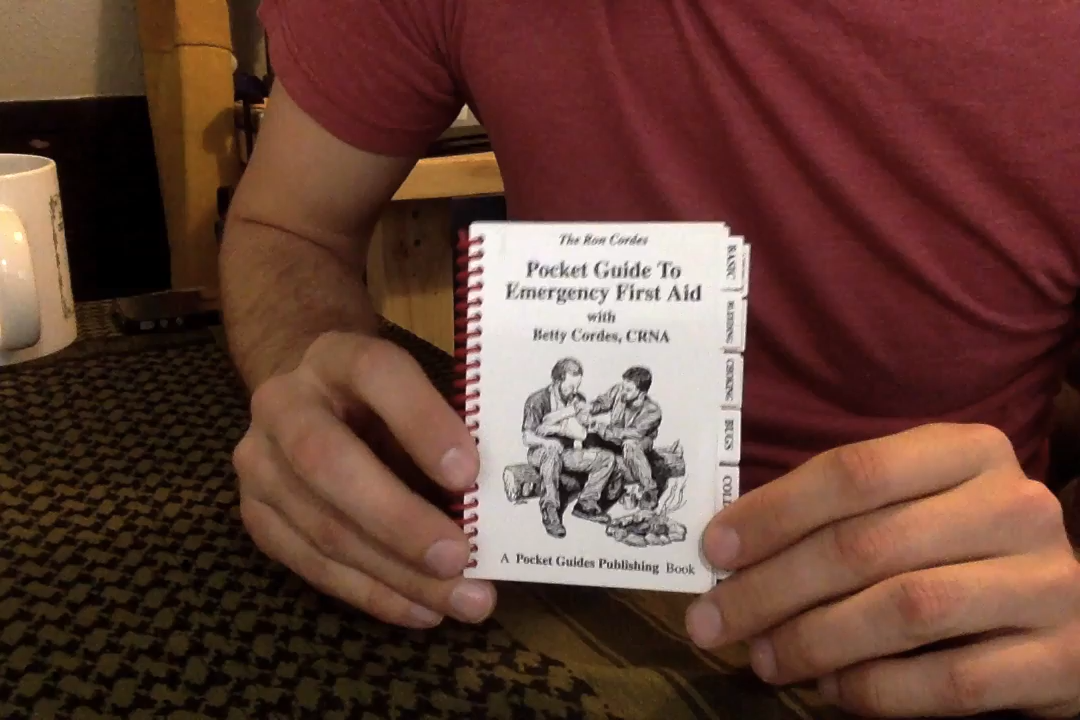 The Ron Cordes
Pocket Guide To
Emergency First Aid
with
Betty Cordes, CRNA
A Pocket Guides Publishing Book
BASIC
BLEEDING
CHOKING
BUGS
COLD